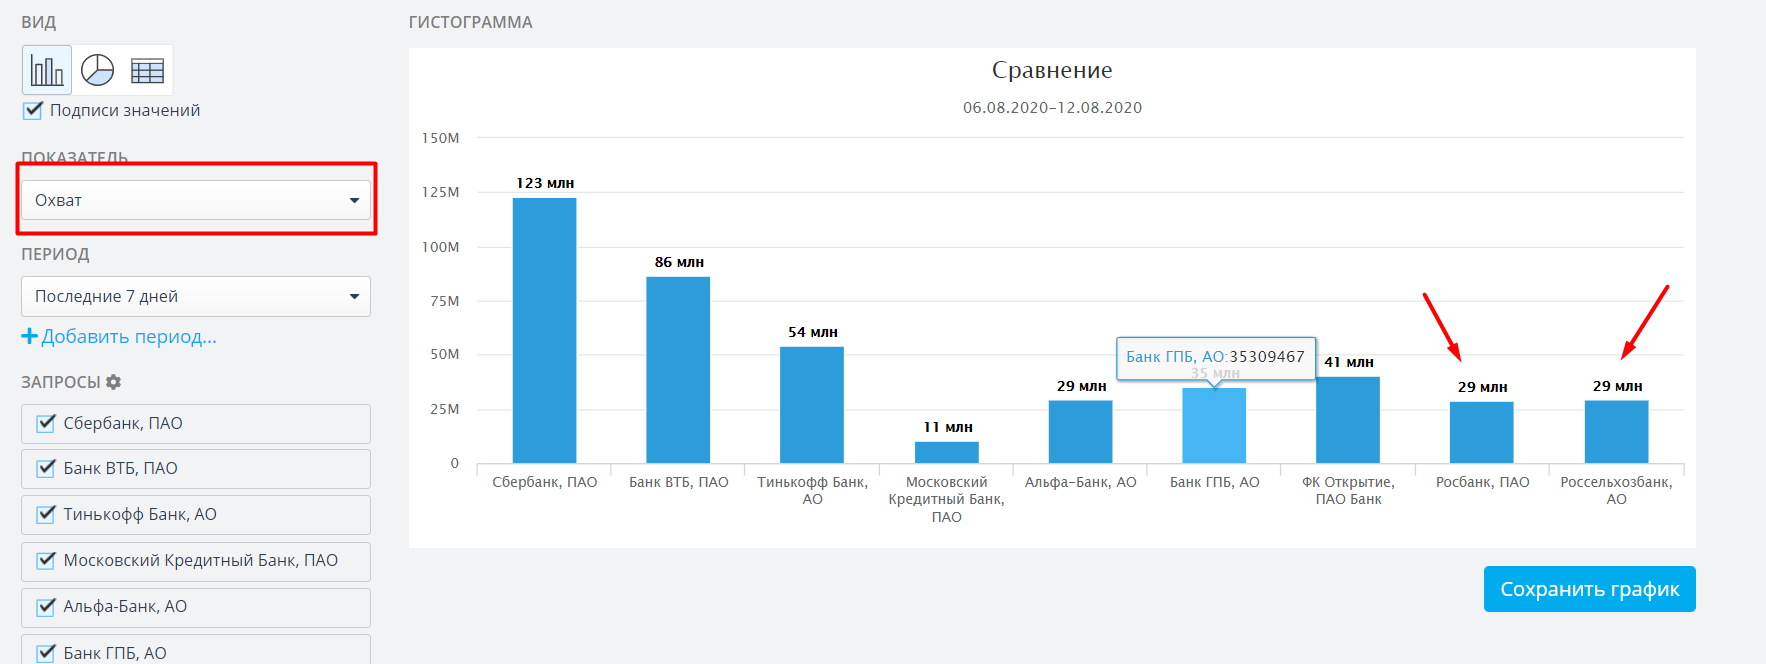 ВИД
Подписи значений
ПОКАЗАТЕЛЬ
Охват
ПЕРИОД
Последние 7 дней
Добавить период...
ЗАПРОСЫ
Сбербанк, ПАО
Банк ВТБ, ПАО
Тинькофф Банк, АО
Московский Кредитный Банк, ПАО
Альфа-Банк, АО
Банк ГПБ, АО
ГИСТОГРАММА
Сравнение
06.08.2020-12.08.2020
150M
125M
100M
75M
50M
25M
0
123 млн
86 млн
54 млн
11 млн
29 млн
Банк ГПБ, АО:35309467
35 млн
41 млн
29 млн
29 млн
Сбербанк, ПАО
Банк ВТБ, ПАО
Тинькофф Банк,
АО
Московский
Кредитный Банк,
ПАО
Альфа-Банк, АО
Банк ГПБ, АО
ФК Открытие,
ПАО Банк
Росбанк, ПАО
Россельхозбанк,
АО
Сохранить график